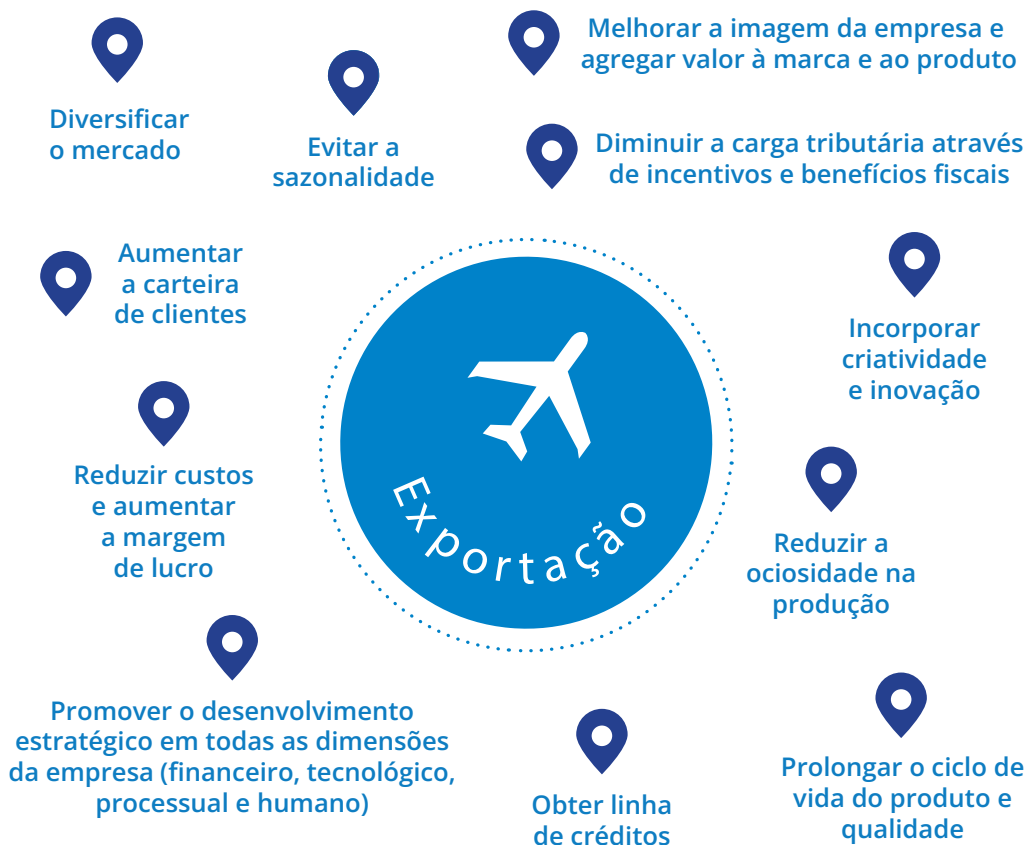 Diversificar
o mercado
Evitar a
sazonalidade
Melhorar a imagem da empresa e
agregar valor à marca e ao produto
Diminuir a carga tributária através
de incentivos e benefícios fiscais
Aumentar
a carteira
de clientes
Incorporar
criatividade
e inovação
Exportação
Reduzir custos
e aumentar
a margem
de lucro
Reduzir a
ociosidade na
produção
Promover o desenvolvimento
estratégico em todas as dimensões
da empresa (financeiro, tecnológico,
processual e humano)
Obter linha
de créditos
Prolongar o ciclo de
vida do produto e
qualidade